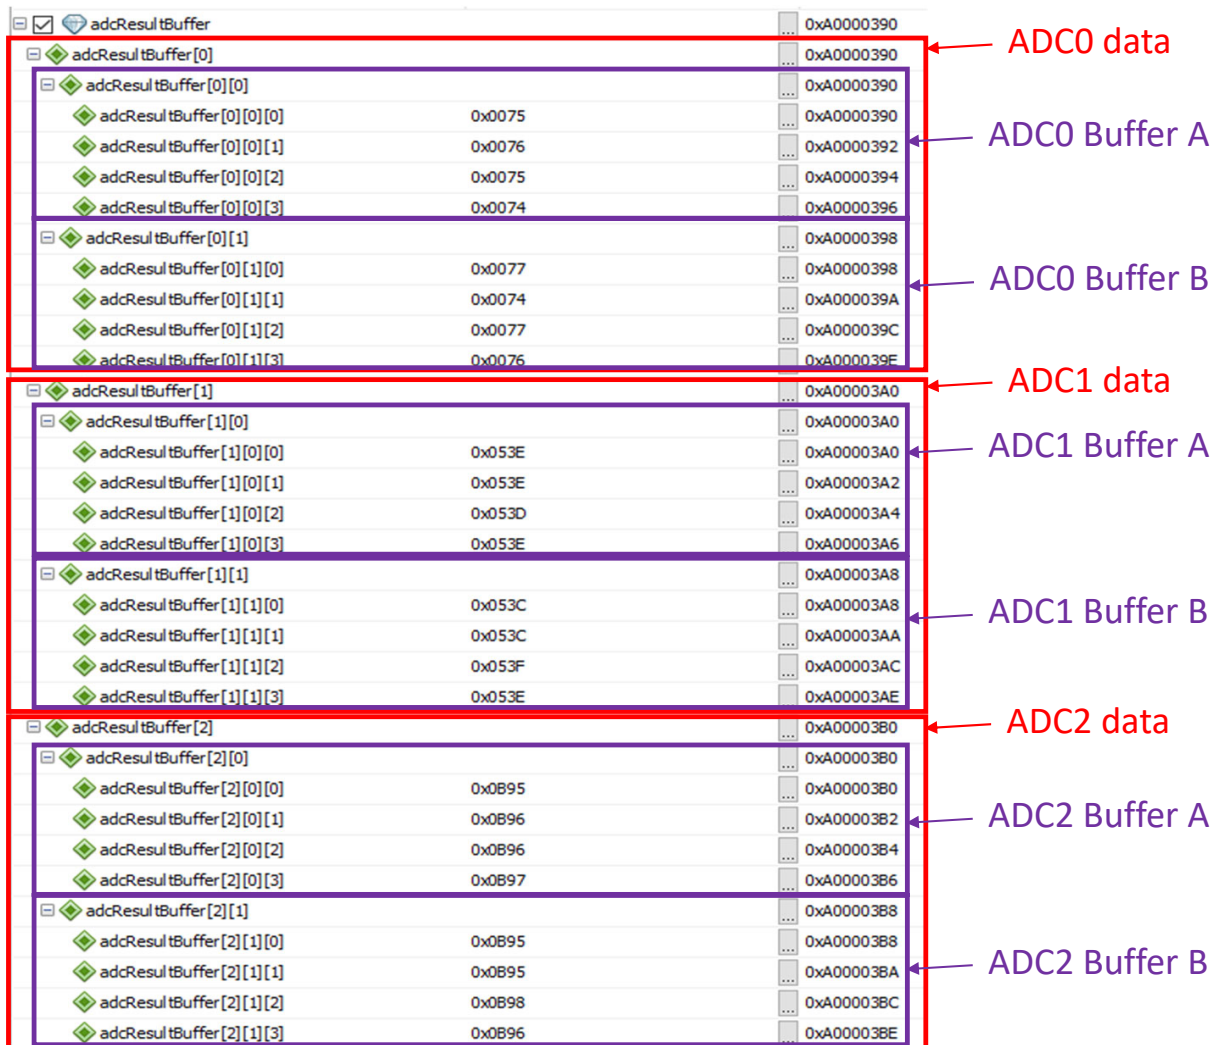 adcResultBuffer ... 0xA0000390
adcResultBuffer[0] ... 0xA0000390
ADC0 data
adcResultBuffer[0][0] ... 0xA0000390
adcResultBuffer[0][0][0] 0x0075 ... 0xA0000390
adcResultBuffer[0][0][1] 0x0076 ... 0xA0000392
ADC0 Buffer A
adcResultBuffer[0][0][2] 0x0075 ... 0xA0000394
adcResultBuffer[0][0][3] 0x0074 ... 0xA0000396
adcResultBuffer[0][1] ... 0xA0000398
adcResultBuffer[0][1][0] 0x0077 ... 0xA0000398
ADC0 Buffer B
adcResultBuffer[0][1][1] 0x0074 ... 0xA000039A
adcResultBuffer[0][1][2] 0x0077 ... 0xA000039C
adcResultBuffer[0][1][3] 0x0076 ... 0xA000039E
adcResultBuffer[1] ... 0xA00003A0
ADC1 data
adcResultBuffer[1][0] ... 0xA00003A0
adcResultBuffer[1][0][0] 0x053E ... 0xA00003A0
ADC1 Buffer A
adcResultBuffer[1][0][1] 0x053E ... 0xA00003A2
adcResultBuffer[1][0][2] 0x053D ... 0xA00003A4
adcResultBuffer[1][0][3] 0x053E ... 0xA00003A6
adcResultBuffer[1][1] ... 0xA00003A8
adcResultBuffer[1][1][0] 0x053C ... 0xA00003A8
ADC1 Buffer B
adcResultBuffer[1][1][1] 0x053C ... 0xA00003AA
adcResultBuffer[1][1][2] 0x053F ... 0xA00003AC
adcResultBuffer[1][1][3] 0x053E ... 0xA00003AE
adcResultBuffer[2] ... 0xA00003B0
ADC2 data
adcResultBuffer[2][0] ... 0xA00003B0
adcResultBuffer[2][0][0] 0x0B95 ... 0xA00003B0
adcResultBuffer[2][0][1] 0x0B96 ... 0xA00003B2
ADC2 Buffer A
adcResultBuffer[2][0][2] 0x0B96 ... 0xA00003B4
adcResultBuffer[2][0][3] 0x0B97 ... 0xA00003B6
adcResultBuffer[2][1] ... 0xA00003B8
adcResultBuffer[2][1][0] 0x0B95 ... 0xA00003B8
adcResultBuffer[2][1][1] 0x0B95 ... 0xA00003BA
ADC2 Buffer B
adcResultBuffer[2][1][2] 0x0B98 ... 0xA00003BC
adcResultBuffer[2][1][3] 0x0B96 ... 0xA00003BE